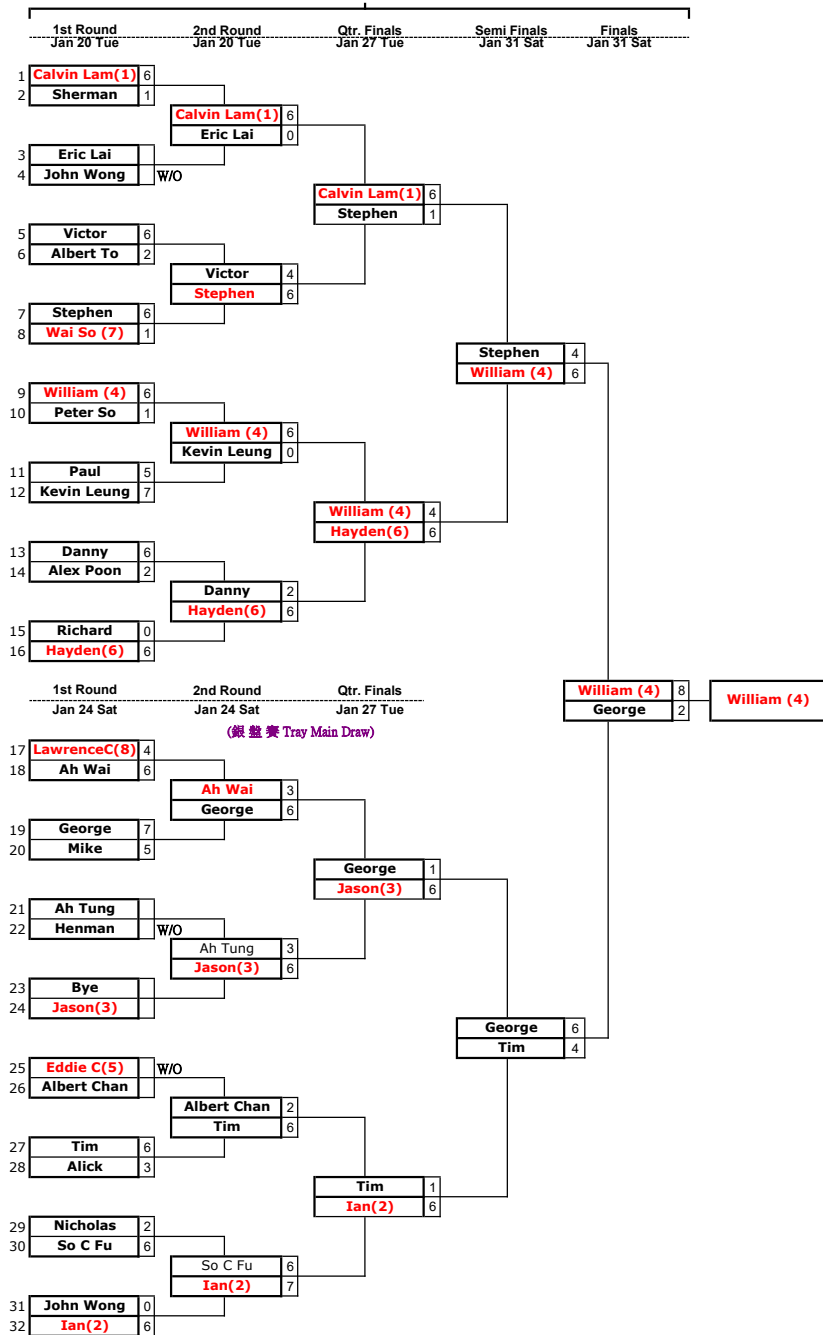 1st Round 2nd Round Qtr. Finals Semi Finals Finals
Jan 20 Tue Jan 20 Tue Jan 27 Tue Jan 31 Sat Jan 31 Sat
1 Calvin Lam(1) 6
2 Sherman 1
Calvin Lam(1) 6
Eric Lai 0
3 Eric Lai
4 John Wong W/O
Calvin Lam(1) 6
Stephen 1
5 Victor 6
6 Albert To 2
Victor 4
Stephen 6
7 Stephen 6
8 Wai So (7) 1
Stephen 4
William (4) 6
9 William (4) 6
10 Peter So 1
William (4) 6
Kevin Leung 0
11 Paul 5
12 Kevin Leung 7
William (4) 4
Hayden(6) 6
13 Danny 6
14 Alex Poon 2
Danny 2
Hayden(6) 6
15 Richard 0
16 Hayden(6) 6
William (4) 8
George 2
William (4)
1st Round 2nd Round Qtr. Finals
Jan 24 Sat Jan 24 Sat Jan 27 Tue
(銀盤賽 Tray Main Draw)
17 LawrenceC(8) 4
18 Ah Wai 6
Ah Wai 3
George 6
19 George 7
20 Mike 5
George 1
Jason(3) 6
21 Ah Tung
22 Henman W/O
Ah Tung 3
Jason(3) 6
23 Bye
24 Jason(3)
George 6
Tim 4
25 Eddie C(5) W/O
26 Albert Chan
Albert Chan 2
Tim 6
27 Tim 6
28 Alick 3
Tim 1
Ian(2) 6
29 Nicholas 2
30 So C Fu 6
So C Fu 6
Ian(2) 7
31 John Wong 0
32 Ian(2) 6